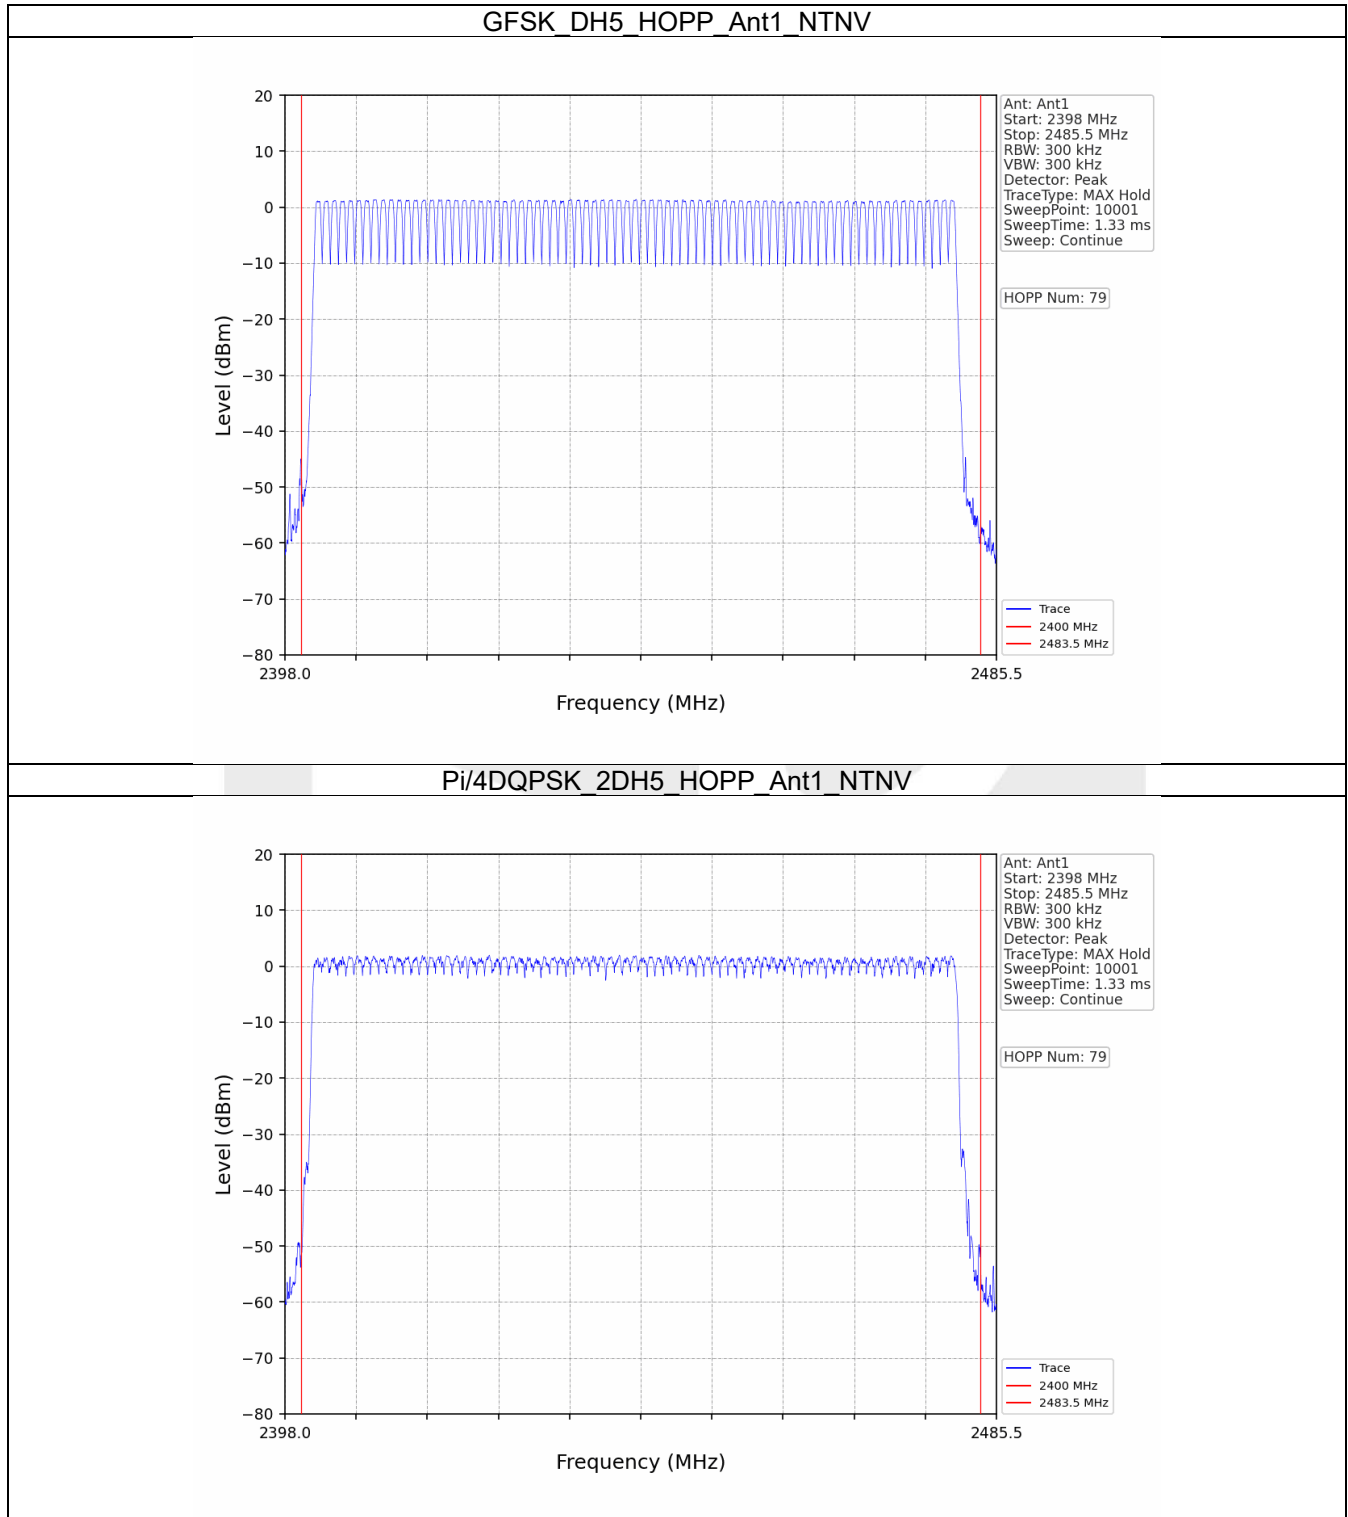 GFSK_DH5_HOPP_Ant1_NTNV
20
10
0
−10
−20
−30
−40
−50
−60
−70
−80
Level (dBm)
2398.0
2485.5
Frequency (MHz)
Ant: Ant1
Start: 2398 MHz
Stop: 2485.5 MHz
RBW: 300 kHz
VBW: 300 kHz
Detector: Peak
TraceType: MAX Hold
SweepPoint: 10001
SweepTime: 1.33 ms
Sweep: Continue
HOPP Num: 79
Trace
2400 MHz
2483.5 MHz
Pi/4DQPSK_2DH5_HOPP_Ant1_NTNV
20
10
0
−10
−20
−30
−40
−50
−60
−70
−80
Level (dBm)
2398.0
2485.5
Frequency (MHz)
Ant: Ant1
Start: 2398 MHz
Stop: 2485.5 MHz
RBW: 300 kHz
VBW: 300 kHz
Detector: Peak
TraceType: MAX Hold
SweepPoint: 10001
SweepTime: 1.33 ms
Sweep: Continue
HOPP Num: 79
Trace
2400 MHz
2483.5 MHz